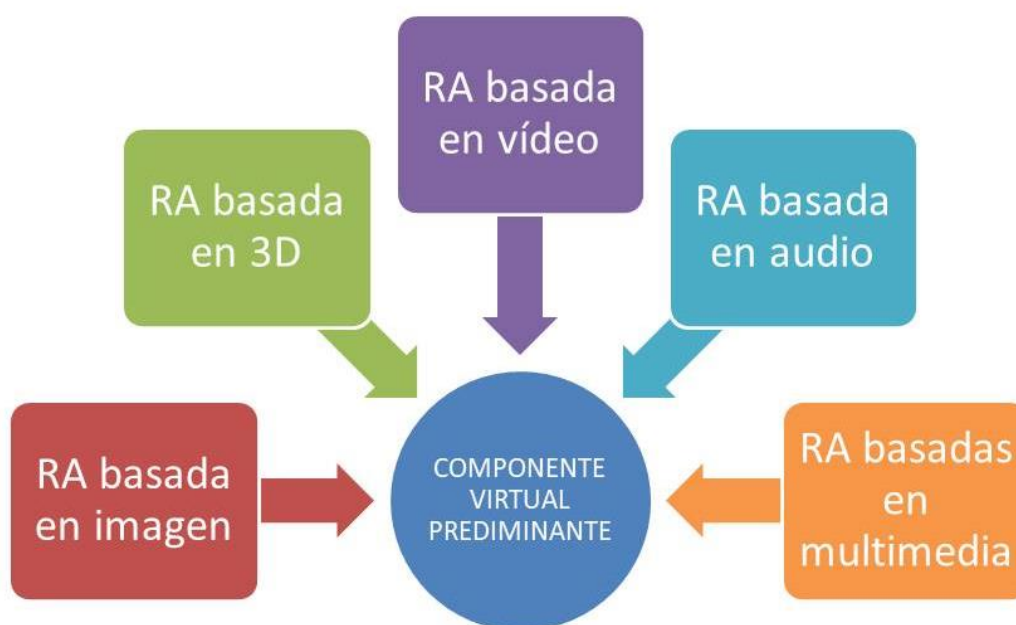 RA basada
en vídeo
RA basada
en 3D
RA basada
en audio
RA basada
en imagen
COMPONENTE
VIRTUAL
PREDIMINANTE
RA basadas
en
multimedia